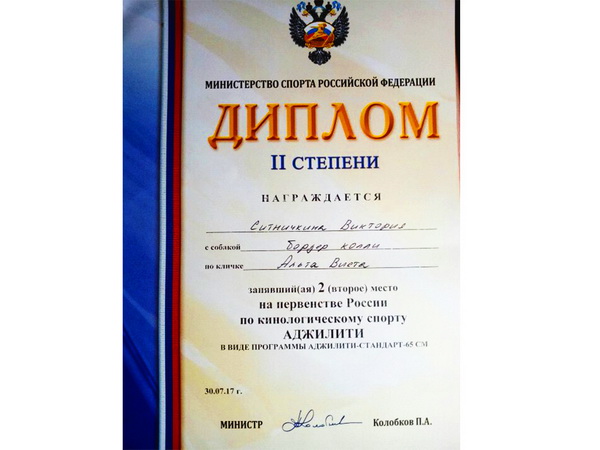 МИНИСТЕРСТВО СПОРТА РОССИЙСКОЙ ФЕДЕРАЦИИ
ДИПЛОМ
II СТЕПЕНИ
НАГРАЖДАЕТСЯ
Ситничкина Виктория
с собакой бордер колли
по кличке Альта Виста
занявший(ая) 2 (второе) место
на первенстве России
по кинологическому спорту
АДЖИЛИТИ
В ВИДЕ ПРОГРАММЫ АДЖИЛИТИ-СТАНДАРТ-65 СМ
30.07.17 г.
МИНИСТР Колобков П.А.